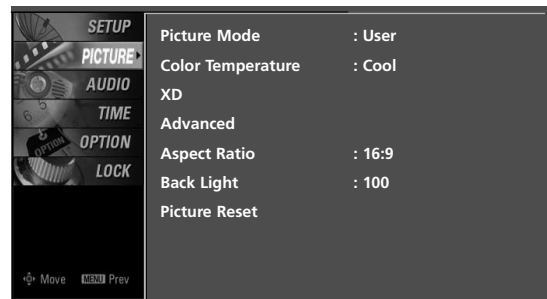 SETUP
PICTURE
AUDIO
TIME
OPTION
LOCK
Move MENU Prev
Picture Mode : User
Color Temperature : Cool
XD
Advanced
Aspect Ratio : 16:9
Back Light : 100
Picture Reset